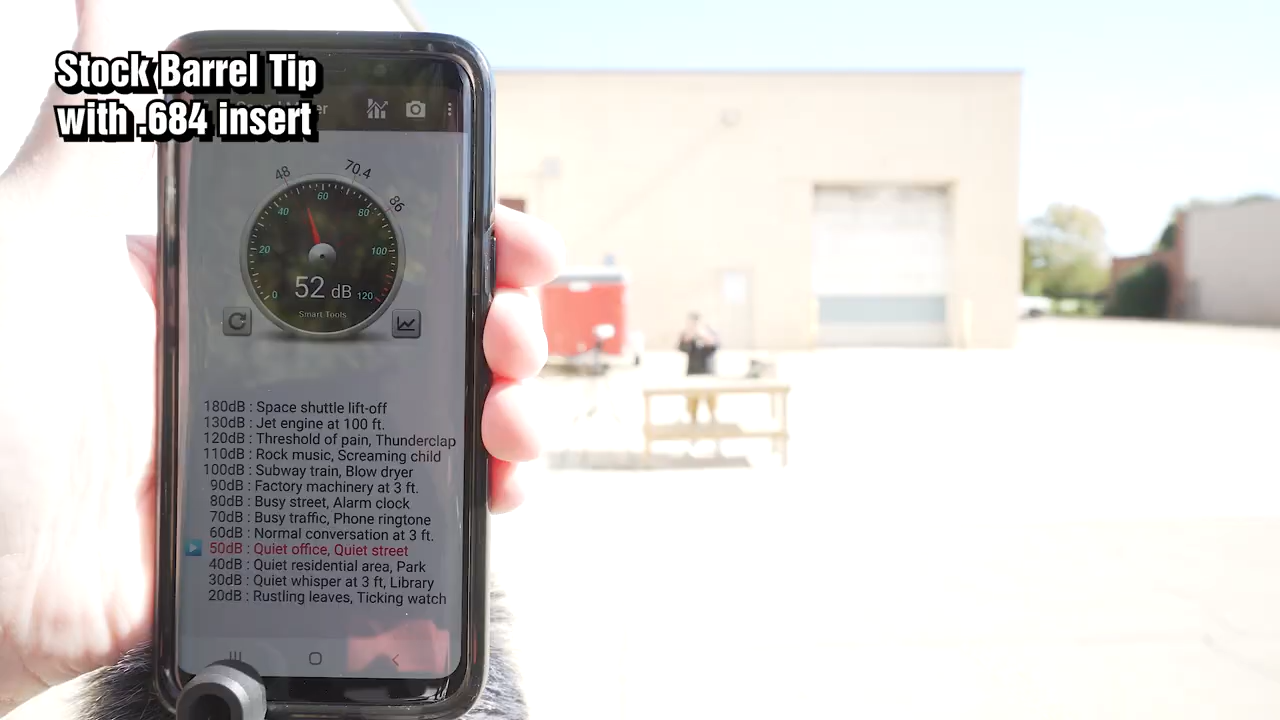 Stock Barrel Tip
with .684 insert
48
70.4
86
0
20
40
60
80
100
120
52 dB
Smart Tools
180dB : Space shuttle lift-off
130dB : Jet engine at 100 ft.
120dB : Threshold of pain, Thunderclap
110dB : Rock music, Screaming child
100dB : Subway train, Blow dryer
90dB : Factory machinery at 3 ft.
80dB : Busy street, Alarm clock
70dB : Busy traffic, Phone ringtone
60dB : Normal conversation at 3 ft.
50dB : Quiet office, Quiet street
40dB : Quiet residential area, Park
30dB : Quiet whisper at 3 ft, Library
20dB : Rustling leaves, Ticking watch